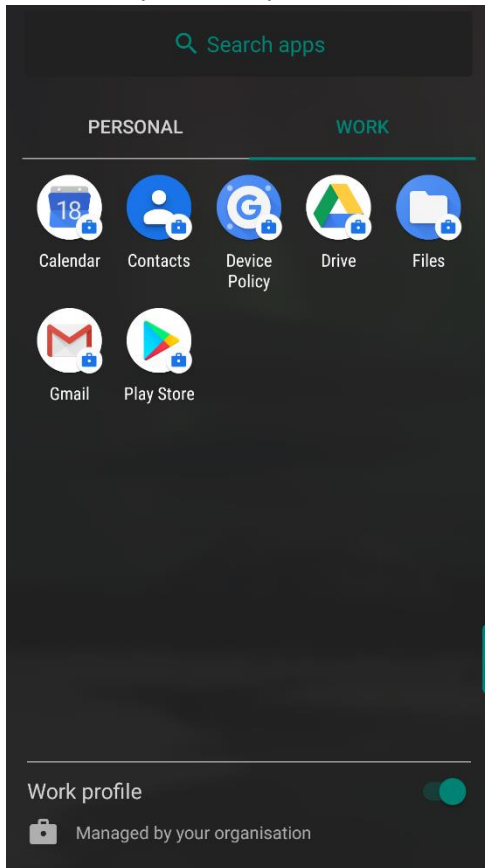 Search apps
PERSONAL WORK
18
Calendar Contacts Device Policy Drive Files
Gmail Play Store
Work profile
Managed by your organisation